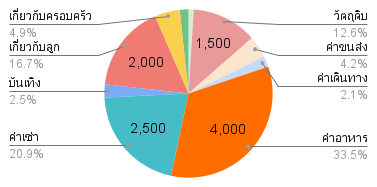 เกี่ยวกับครอบครัว
4.9%
เกี่ยวกับลูก
16.7%
บันเทิง
2.5%
ค่าเช่า
20.9%
วัตถุดิบ
12.6%
ค่าขนส่ง
4.2%
ค่าเดินทาง
2.1%
ค่าอาหาร
33.5%
1,500
2,000
2,500
4,000